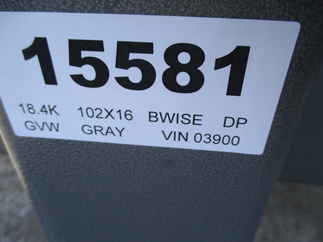 15581
18.4K 102X16 BWISE DP
GVW GRAY VIN 03900